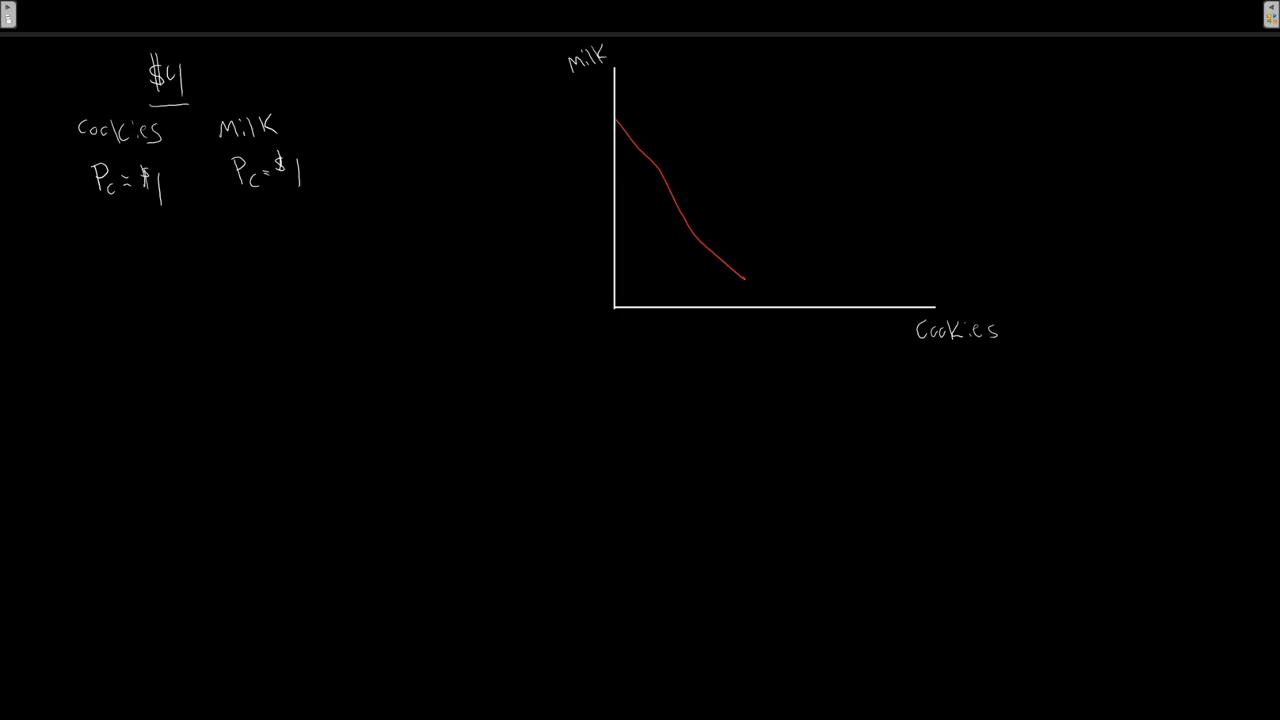 $4
Cookies Milk
Pc = $1 Pc = $1
Milk
Cookies